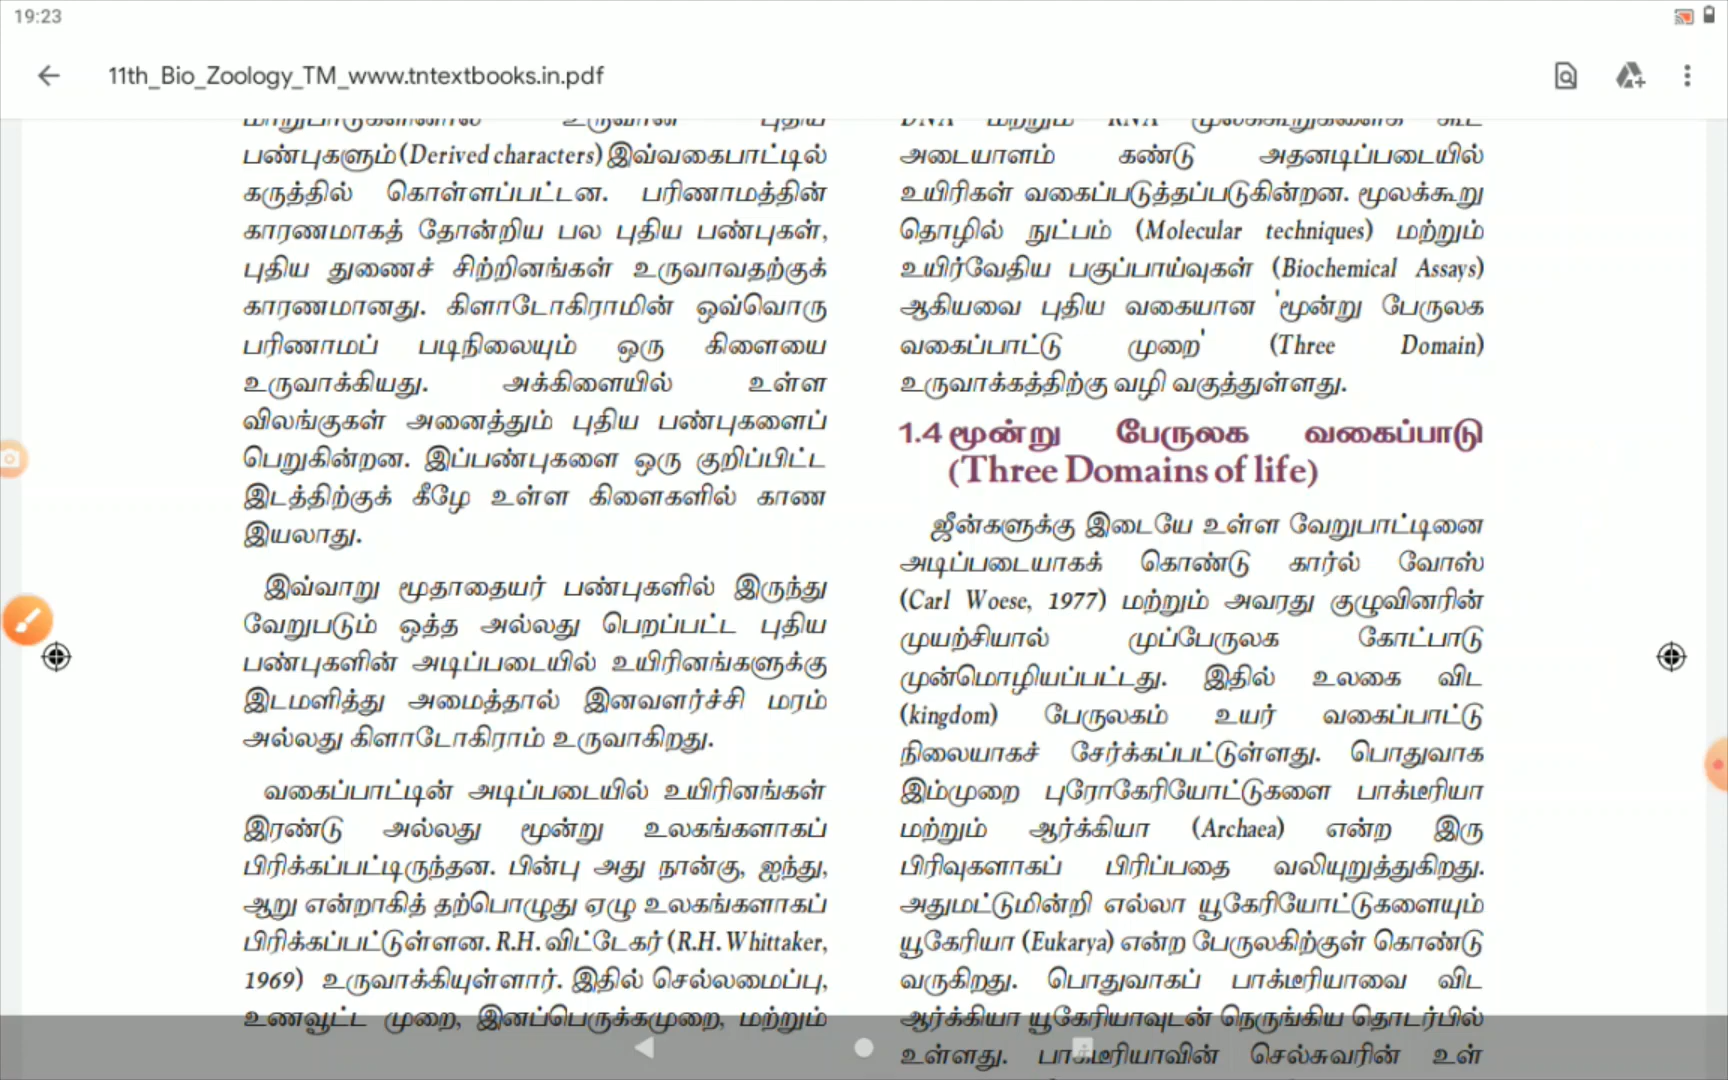 19:23
11th_Bio_Zoology_TM_www.tntextbooks.in.pdf
மாறுபாடுகளினால் உருவான புதிய
பண்புகளும் (Derived characters) இவ்வகைபாட்டில்
கருத்தில் கொள்ளப்பட்டன. பரிணாமத்தின்
காரணமாகத் தோன்றிய பல புதிய பண்புகள்,
புதிய துணைச் சிற்றினங்கள் உருவாவதற்குக்
காரணமானது. கிளாடோகிராமின் ஒவ்வொரு
பரிணாமப் படிநிலையும் ஒரு கிளையை
உருவாக்கியது. அக்கிளையில் உள்ள
விலங்குகள் அனைத்தும் புதிய பண்புகளைப்
பெறுகின்றன. இப்பண்புகளை ஒரு குறிப்பிட்ட
இடத்திற்குக் கீழே உள்ள கிளைகளில் காண
இயலாது.
இவ்வாறு மூதாதையர் பண்புகளில் இருந்து
வேறுபடும் ஒத்த அல்லது பெறப்பட்ட புதிய
பண்புகளின் அடிப்படையில் உயிரினங்களுக்கு
இடமளித்து அமைத்தால் இனவளர்ச்சி மரம்
அல்லது கிளாடோகிராம் உருவாகிறது.
வகைப்பாட்டின் அடிப்படையில் உயிரினங்கள்
இரண்டு அல்லது மூன்று உலகங்களாகப்
பிரிக்கப்பட்டிருந்தன. பின்பு அது நான்கு, ஐந்து,
ஆறு என்றாகித் தற்பொழுது ஏழு உலகங்களாகப்
பிரிக்கப்பட்டுள்ளன. R.H. விட்டேகர் (R.H. Whittaker,
1969) உருவாக்கியுள்ளார். இதில் செல்லமைப்பு,
உணவூட்ட முறை, இனப்பெருக்கமுறை, மற்றும்
DNA மற்றும் RNA மூலக்கூறுகளைக் கூட
அடையாளம் கண்டு அதனடிப்படையில்
உயிரிகள் வகைப்படுத்தப்படுகின்றன. மூலக்கூறு
தொழில் நுட்பம் (Molecular techniques) மற்றும்
உயிர்வேதிய பகுப்பாய்வுகள் (Biochemical Assays)
ஆகியவை புதிய வகையான 'மூன்று பேருலக
வகைப்பாட்டு முறை' (Three Domain)
உருவாக்கத்திற்கு வழி வகுத்துள்ளது.
1.4 மூன்று பேருலக வகைப்பாடு
(Three Domains of life)
ஜீன்களுக்கு இடையே உள்ள வேறுபாட்டினை
அடிப்படையாகக் கொண்டு கார்ல் வோஸ்
(Carl Woese, 1977) மற்றும் அவரது குழுவினரின்
முயற்சியால் முப்பேருலக கோட்பாடு
முன்மொழியப்பட்டது. இதில் உலகை விட
(kingdom) பேருலகம் உயர் வகைப்பாட்டு
நிலையாகச் சேர்க்கப்பட்டுள்ளது. பொதுவாக
இம்முறை புரோகேரியோட்டுகளை பாக்டீரியா
மற்றும் ஆர்க்கியா (Archaea) என்ற இரு
பிரிவுகளாகப் பிரிப்பதை வலியுறுத்துகிறது.
அதுமட்டுமின்றி எல்லா யூகேரியோட்டுகளையும்
யூகேரியா (Eukarya) என்ற பேருலகிற்குள் கொண்டு
வருகிறது. பொதுவாகப் பாக்டீரியாவை விட
ஆர்க்கியா யூகேரியாவுடன் நெருங்கிய தொடர்பில்
உள்ளது. பாக்டீரியாவின் செல்சுவரின் உள்